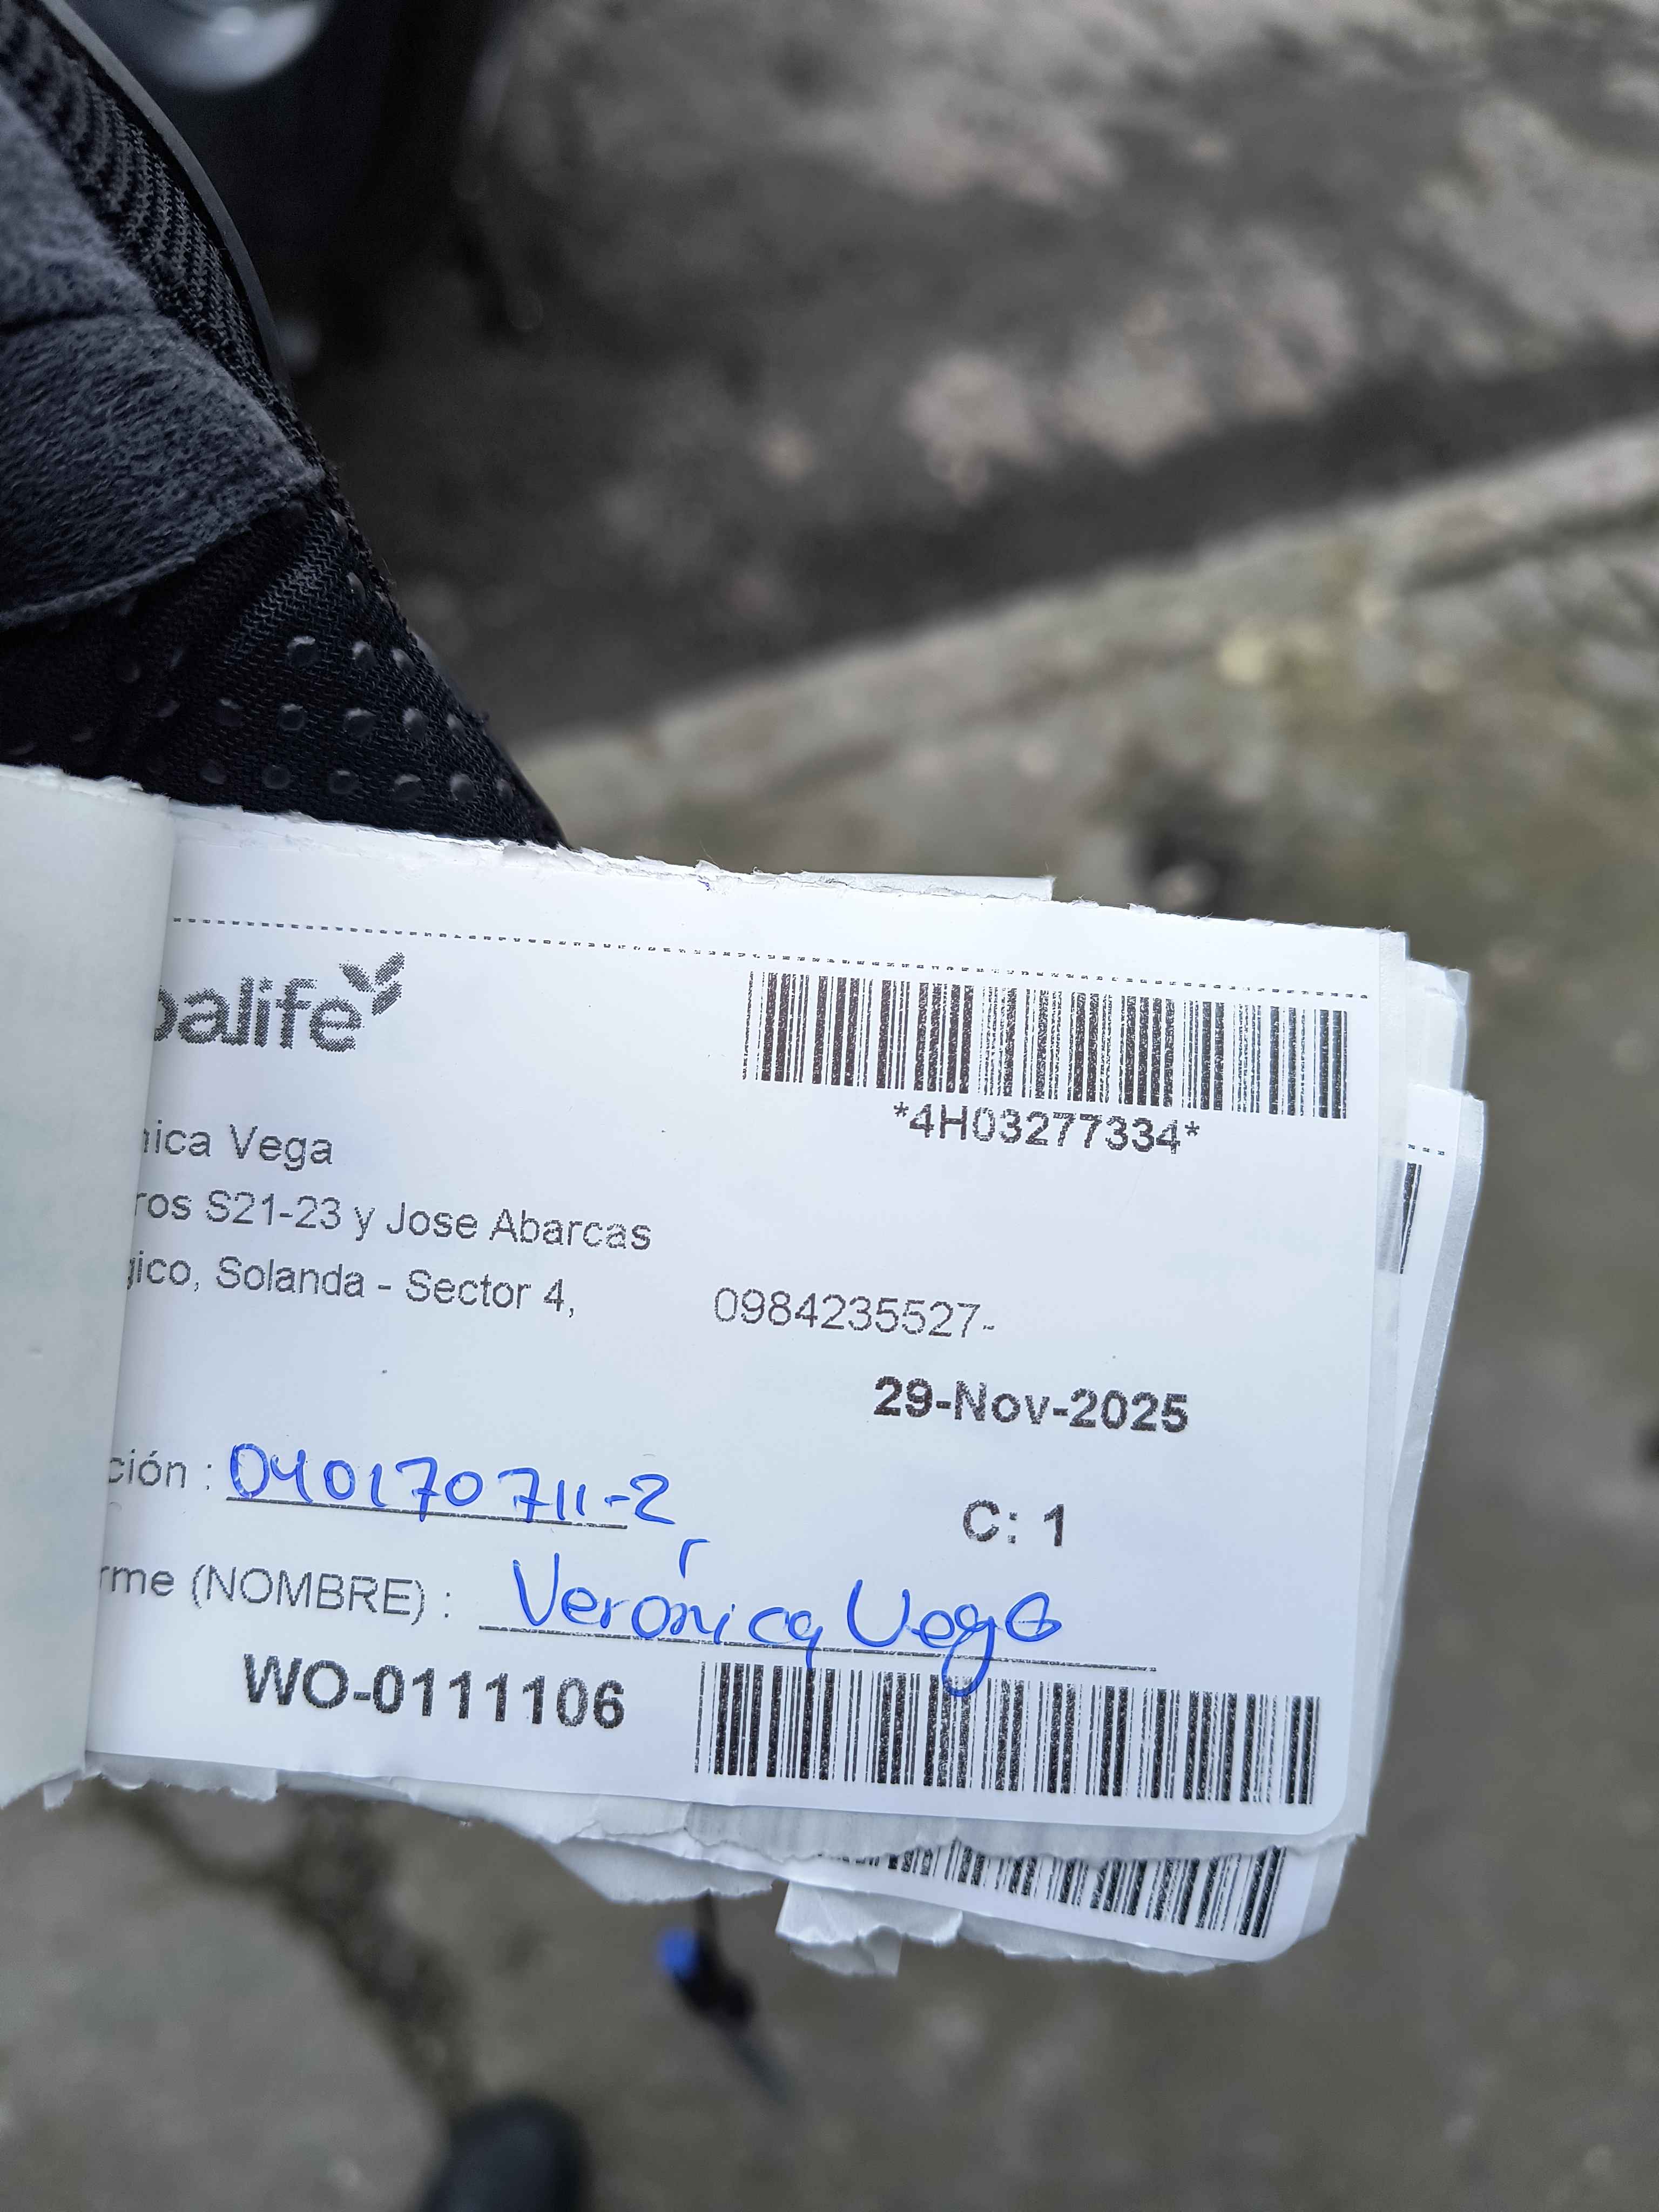 balife
*4H03277334*
nica Vega
ros S21-23 y Jose Abarcas
gico, Solanda - Sector 4,
0984235527-
29-Nov-2025
ción : 040170711-2
C: 1
rme (NOMBRE) : Verónica Vega
WO-0111106